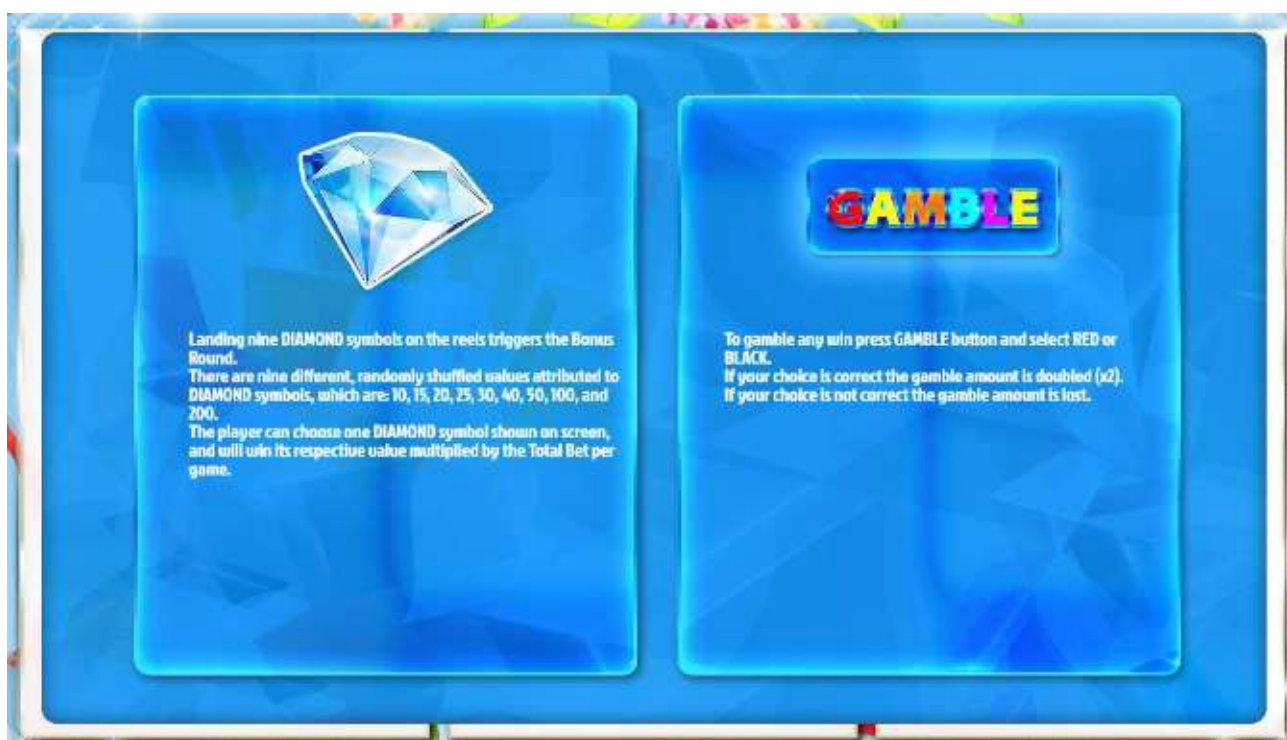 Landing nine DIAMOND symbols on the reels triggers the Bonus
Round.
There are nine different, randomly shuffled values attributed to
DIAMOND symbols, which are: 10, 15, 20, 25, 30, 40, 50, 100, and
200.
The player can choose one DIAMOND symbol shown on screen,
and will win its respective value multiplied by the Total Bet per
game.
GAMBLE
To gamble any win press GAMBLE button and select RED or
BLACK.
If your choice is correct the gamble amount is doubled (x2).
If your choice is not correct the gamble amount is lost.